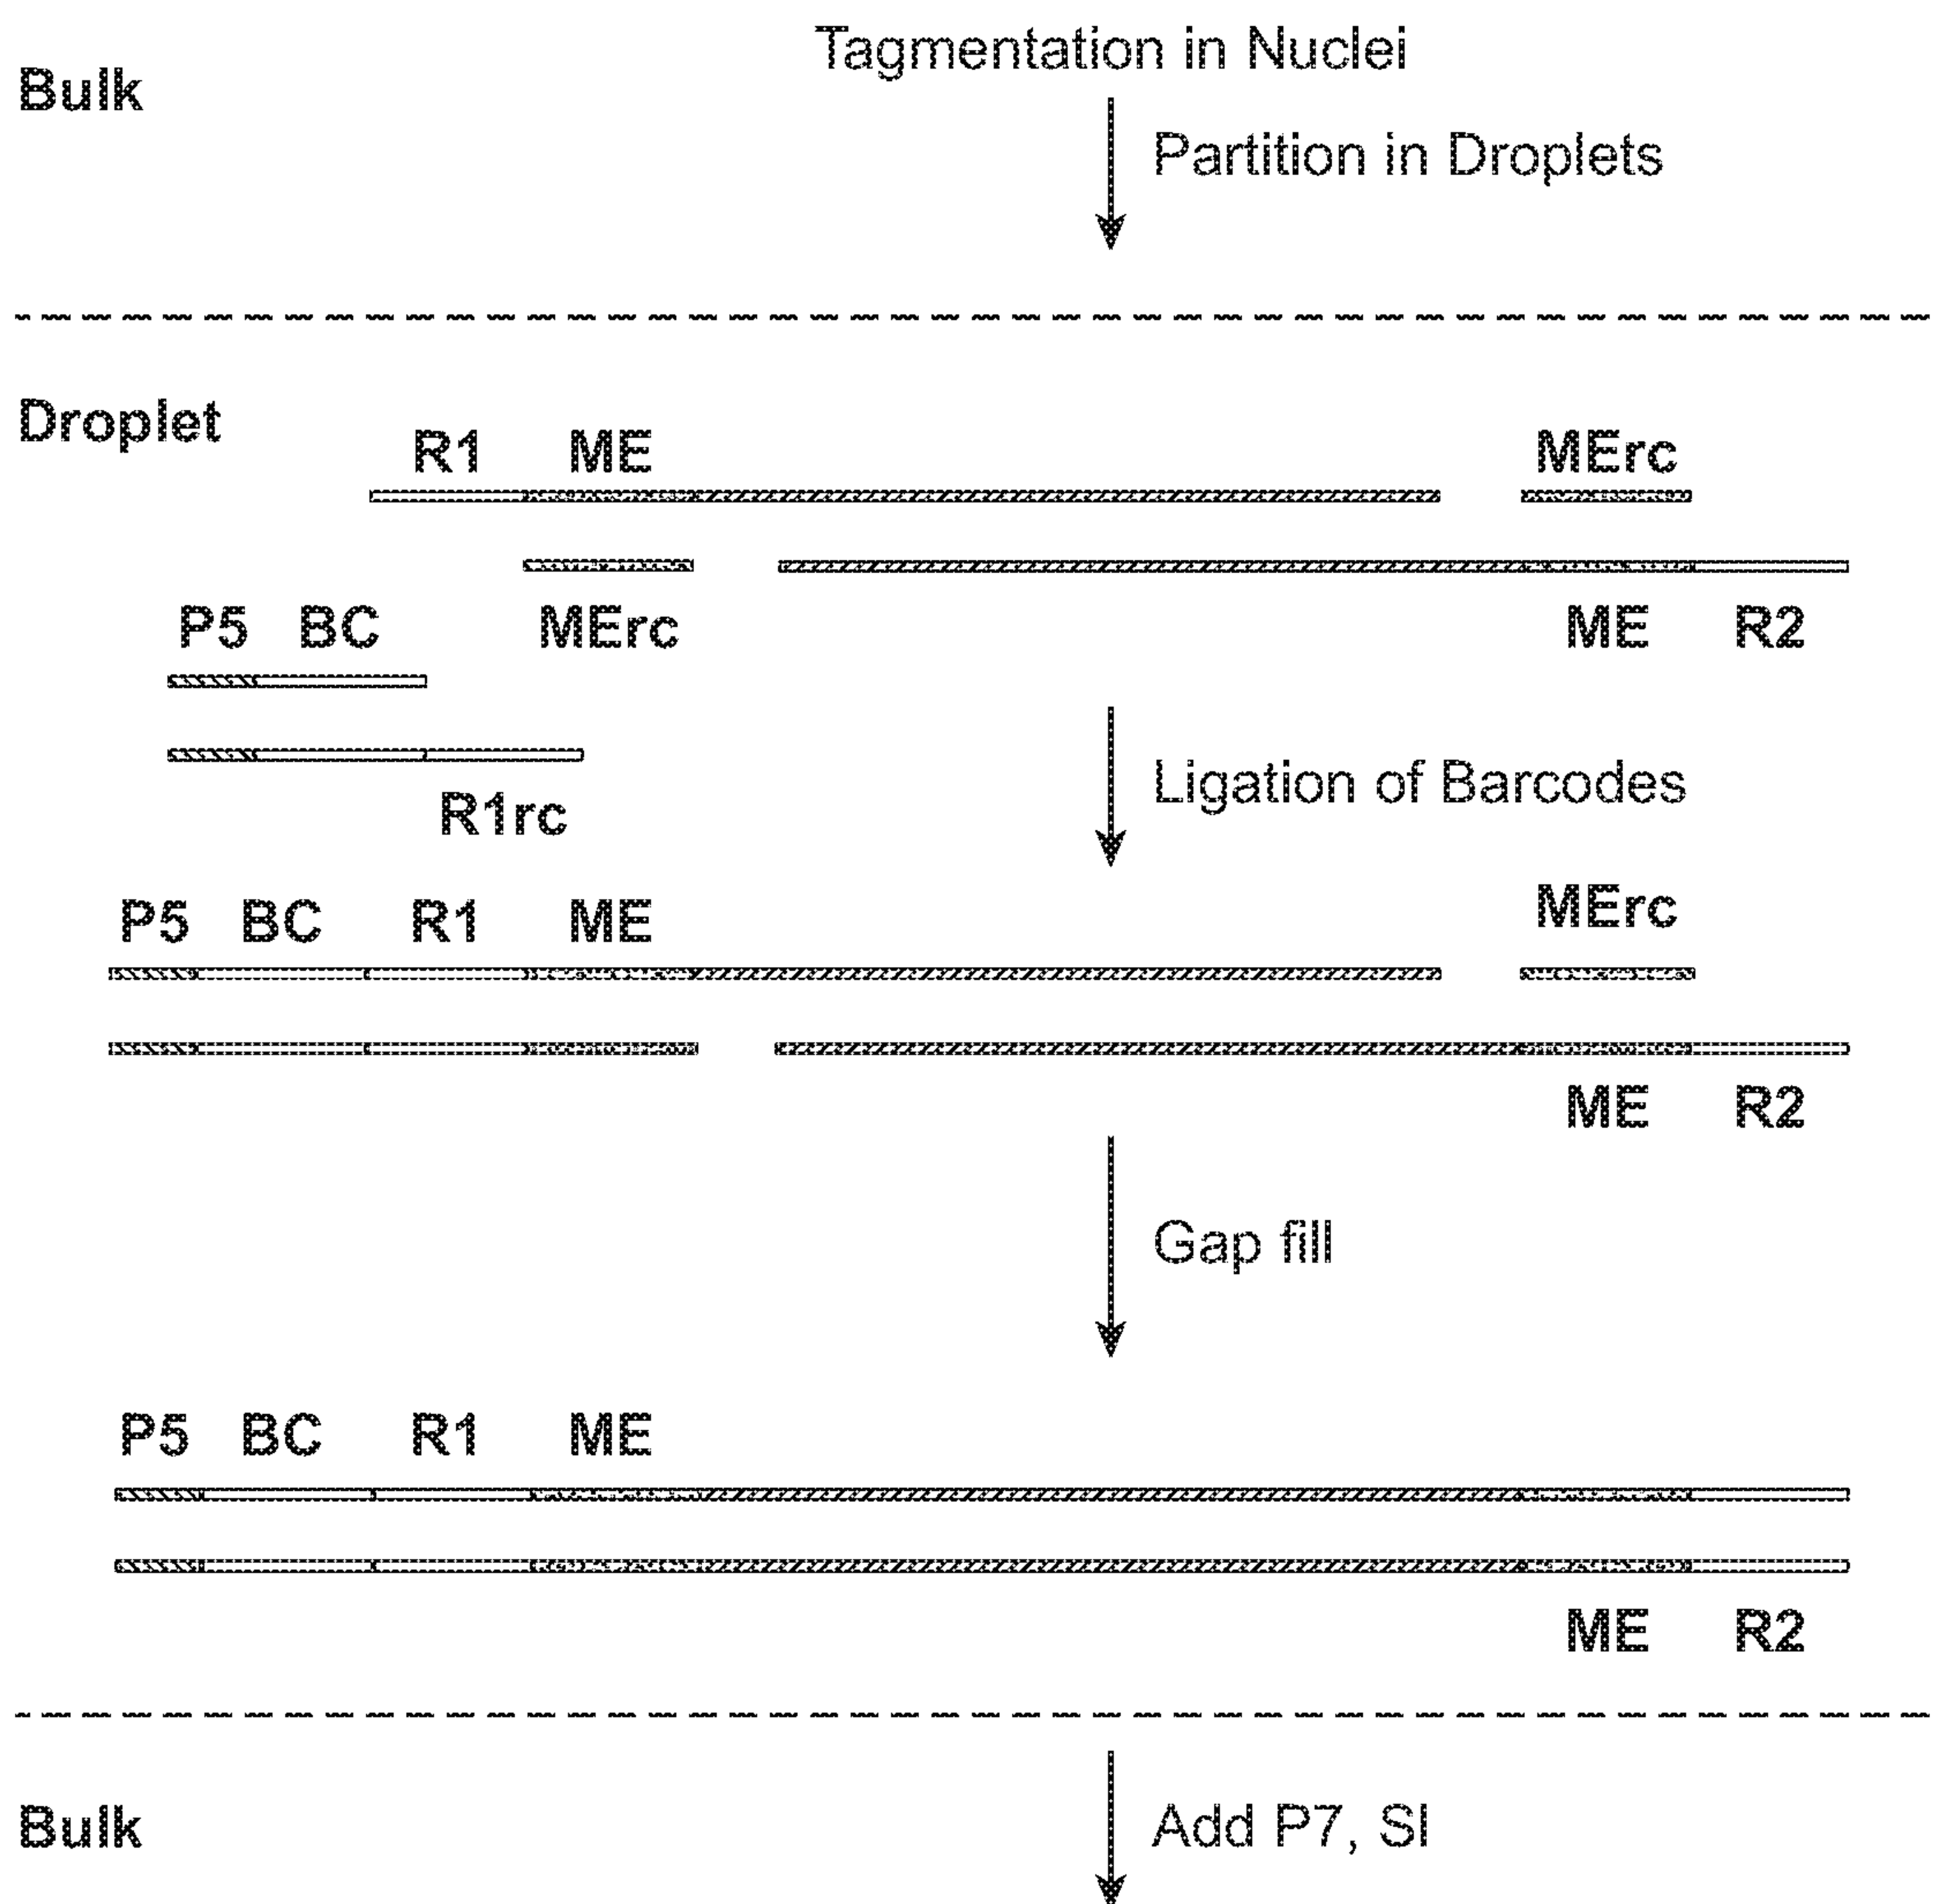 Tagmentation in Nuclei
Bulk
Partition in Droplets
Droplet
R1 ME MErc
P5 BC MErc ME R2
Ligation of Barcodes
R1rc
P5 BC R1 ME MErc
ME R2
Gap fill
P5 BC R1 ME
ME R2
Bulk
Add P7, SI